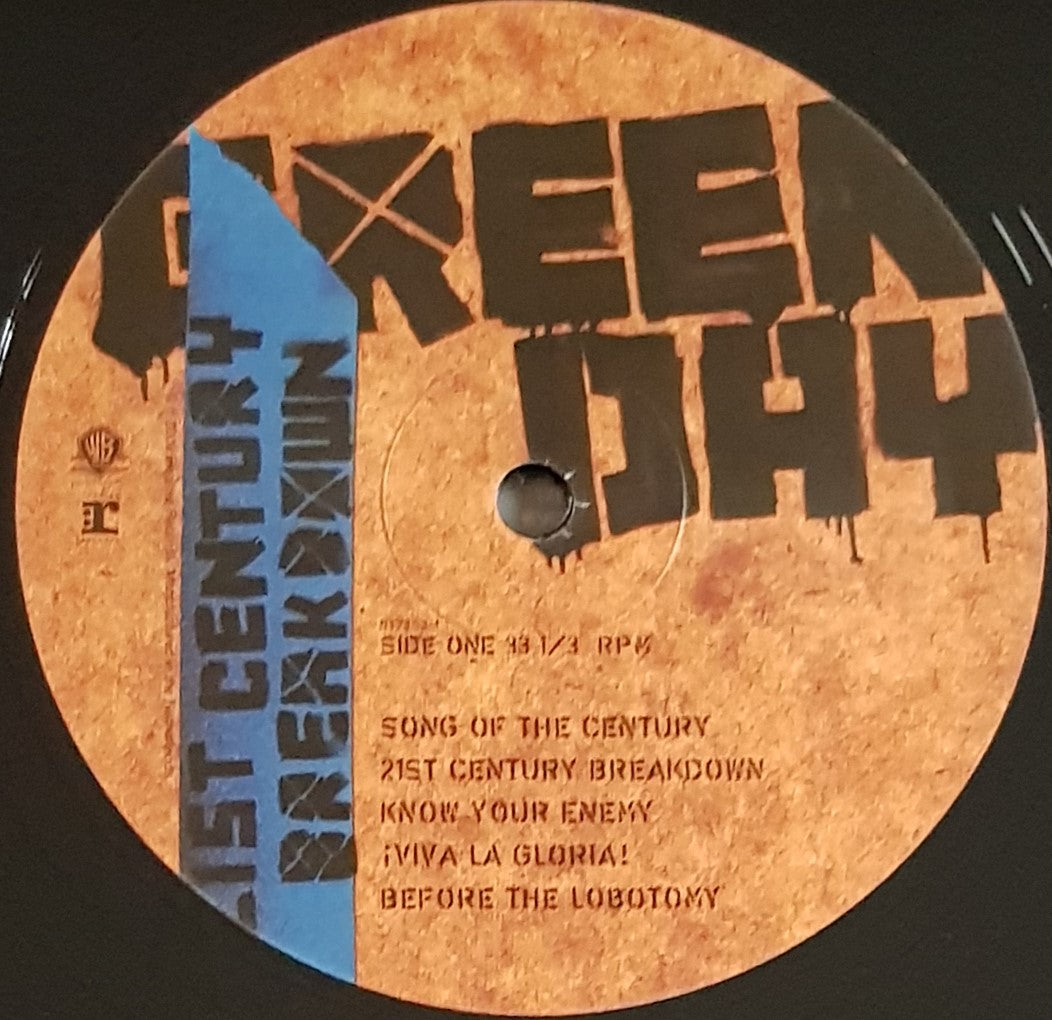 GREEN
DAY
21ST CENTURY
BREAKDOWN
WB
r
SIDE ONE 33 1/3 RPM
SONG OF THE CENTURY
21ST CENTURY BREAKDOWN
KNOW YOUR ENEMY
¡VIVA LA GLORIA!
BEFORE THE LOBOTOMY